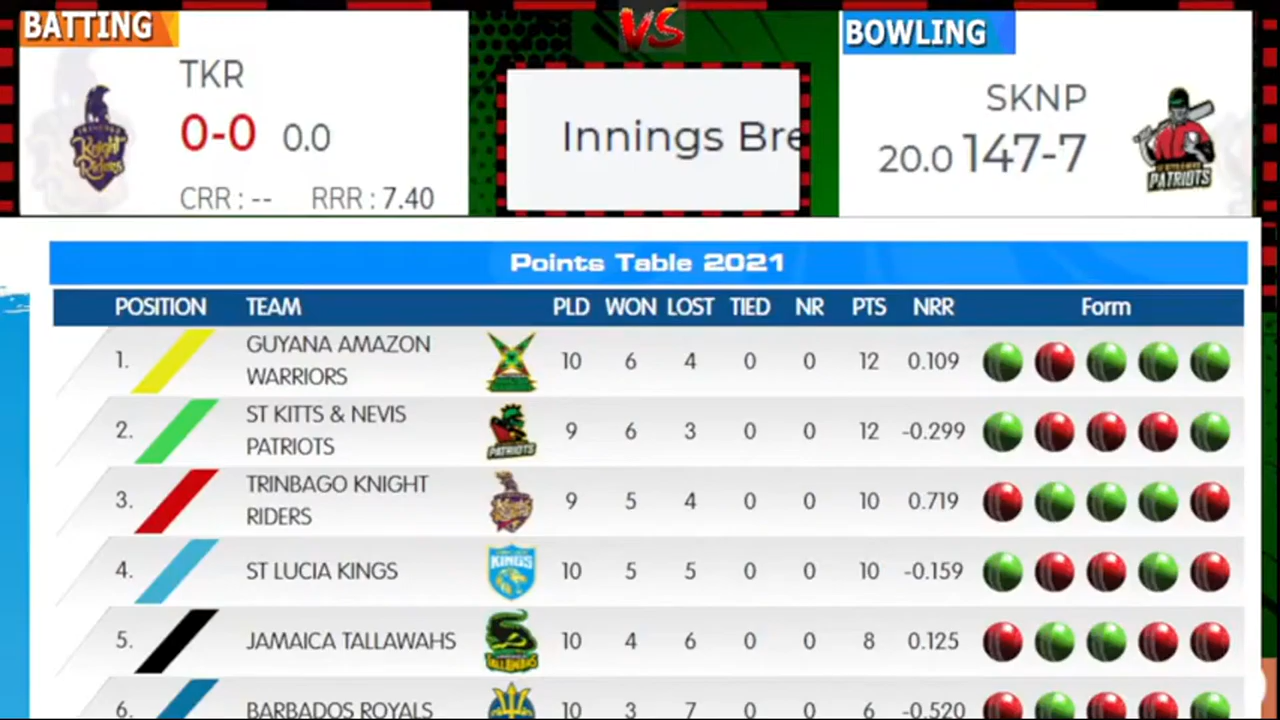 BATTING
VS
BOWLING
TKR
0-0 0.0
CRR : -- RRR : 7.40
Innings Bre
SKNP
20.0 147-7
Knight
Riders
PATRIOTS
Points Table 2021
POSITION TEAM PLD WON LOST TIED NR PTS NRR Form
1. GUYANA AMAZON WARRIORS 10 6 4 0 0 12 0.109
2. ST KITTS & NEVIS PATRIOTS PATRIOTS 9 6 3 0 0 12 -0.299
3. TRINBAGO KNIGHT RIDERS 9 5 4 0 0 10 0.719
4. ST LUCIA KINGS KINGS 10 5 5 0 0 10 -0.159
5. JAMAICA TALLAWAHS TALLAWAHS 10 4 6 0 0 8 0.125
6. BARBADOS ROYALS 10 3 7 0 0 6 -0.520